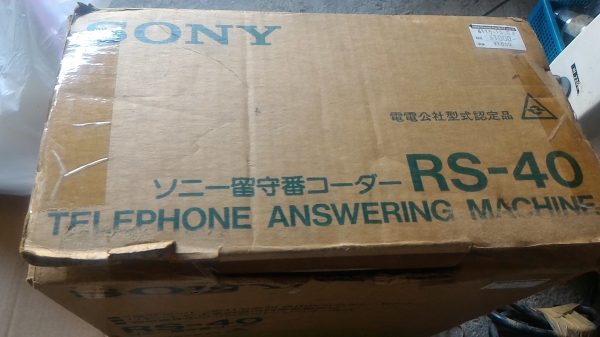 SONY
電電公社型式認定品
ソニー留守番コーダー RS-40
TELEPHONE ANSWERING MACHINE
SONY
RS-40